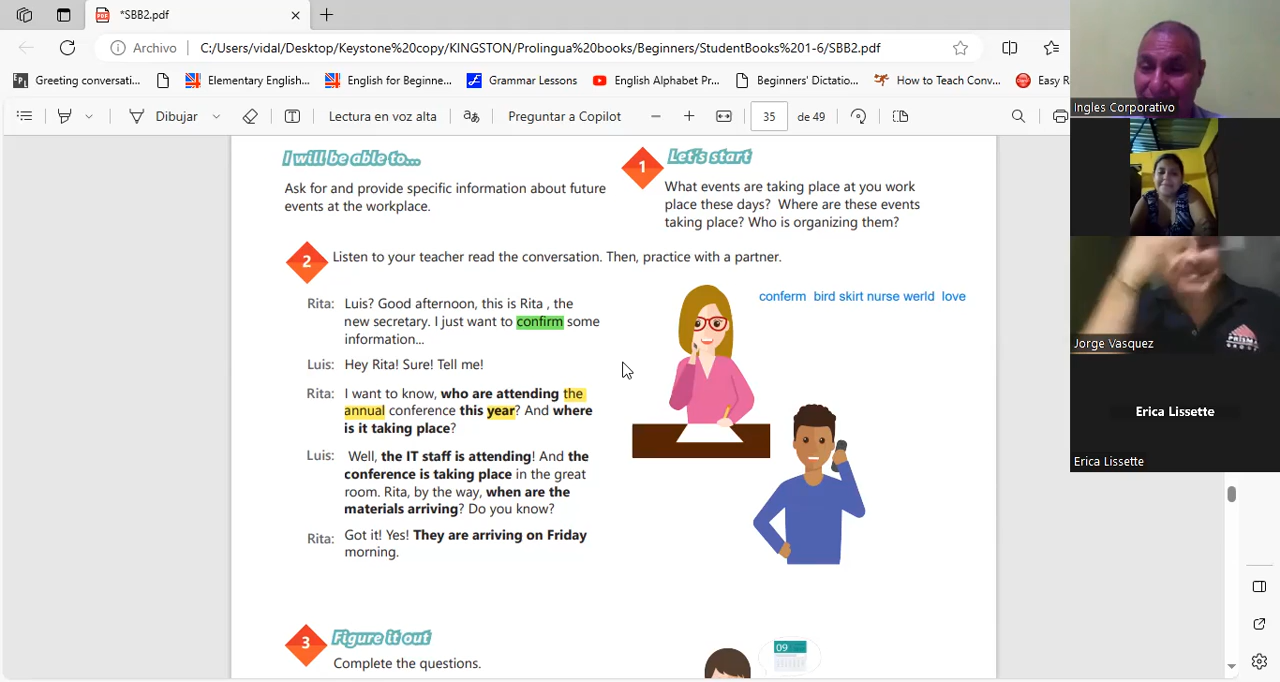 *SBB2.pdf
Archivo
C:/Users/vidal/Desktop/Keystone%20copy/KINGSTON/Prolingua%20books/Beginners/StudentBooks%201-6/SBB2.pdf
Greeting conversati...
Elementary English...
English for Beginne...
Grammar Lessons
English Alphabet Pr...
Beginners' Dictatio...
How to Teach Conv...
Easy R
Dibujar
Lectura en voz alta
Preguntar a Copilot
35
de 49
I will be able to...
Ask for and provide specific information about future
events at the workplace.
1
Let's start
What events are taking place at you work
place these days? Where are these events
taking place? Who is organizing them?
2
Listen to your teacher read the conversation. Then, practice with a partner.
conferm bird skirt nurse werld love
Rita: Luis? Good afternoon, this is Rita , the
new secretary. I just want to confirm some
information...
Luis: Hey Rita! Sure! Tell me!
Rita: I want to know, who are attending the
annual conference this year? And where
is it taking place?
Luis: Well, the IT staff is attending! And the
conference is taking place in the great
room. Rita, by the way, when are the
materials arriving? Do you know?
Rita: Got it! Yes! They are arriving on Friday
morning.
3
Figure it out
Complete the questions.
09
Ingles Corporativo
PRISMA
Jorge Vasquez
Erica Lissette
Erica Lissette